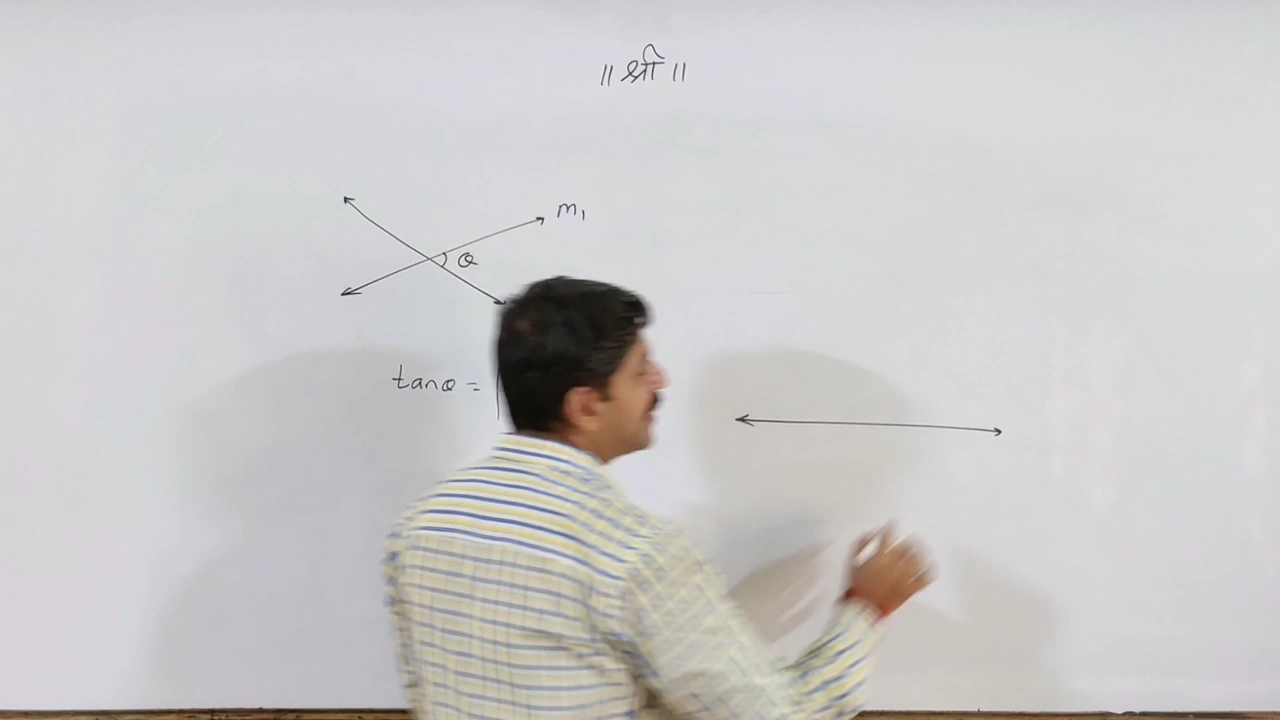 ॥ श्री ॥
m₁
θ
tanθ = |